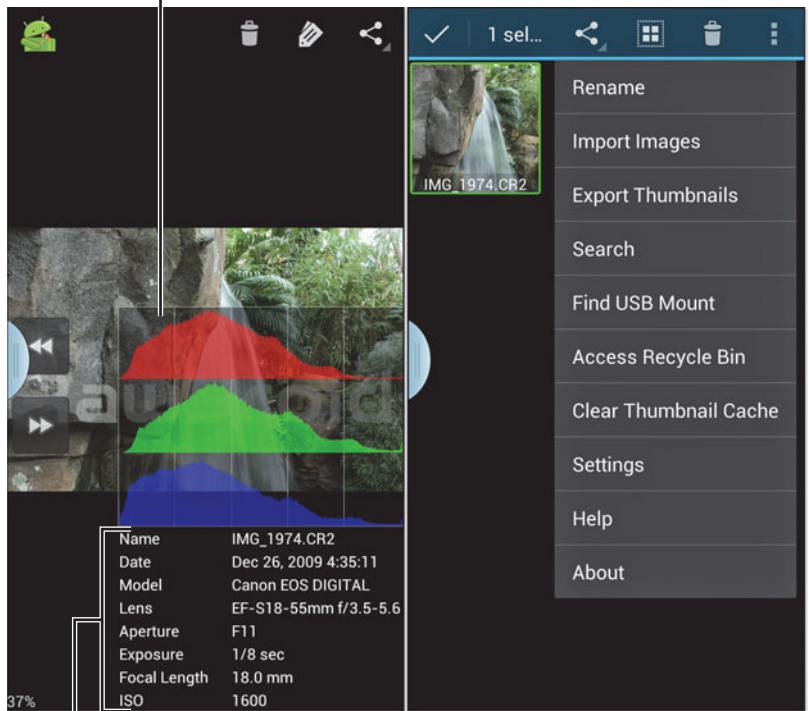 awDroid
Name IMG_1974.CR2
Date Dec 26, 2009 4:35:11
Model Canon EOS DIGITAL
Lens EF-S18-55mm f/3.5-5.6
Aperture F11
Exposure 1/8 sec
Focal Length 18.0 mm
ISO 1600
37%
1 sel...
IMG_1974.CR2
Rename
Import Images
Export Thumbnails
Search
Find USB Mount
Access Recycle Bin
Clear Thumbnail Cache
Settings
Help
About